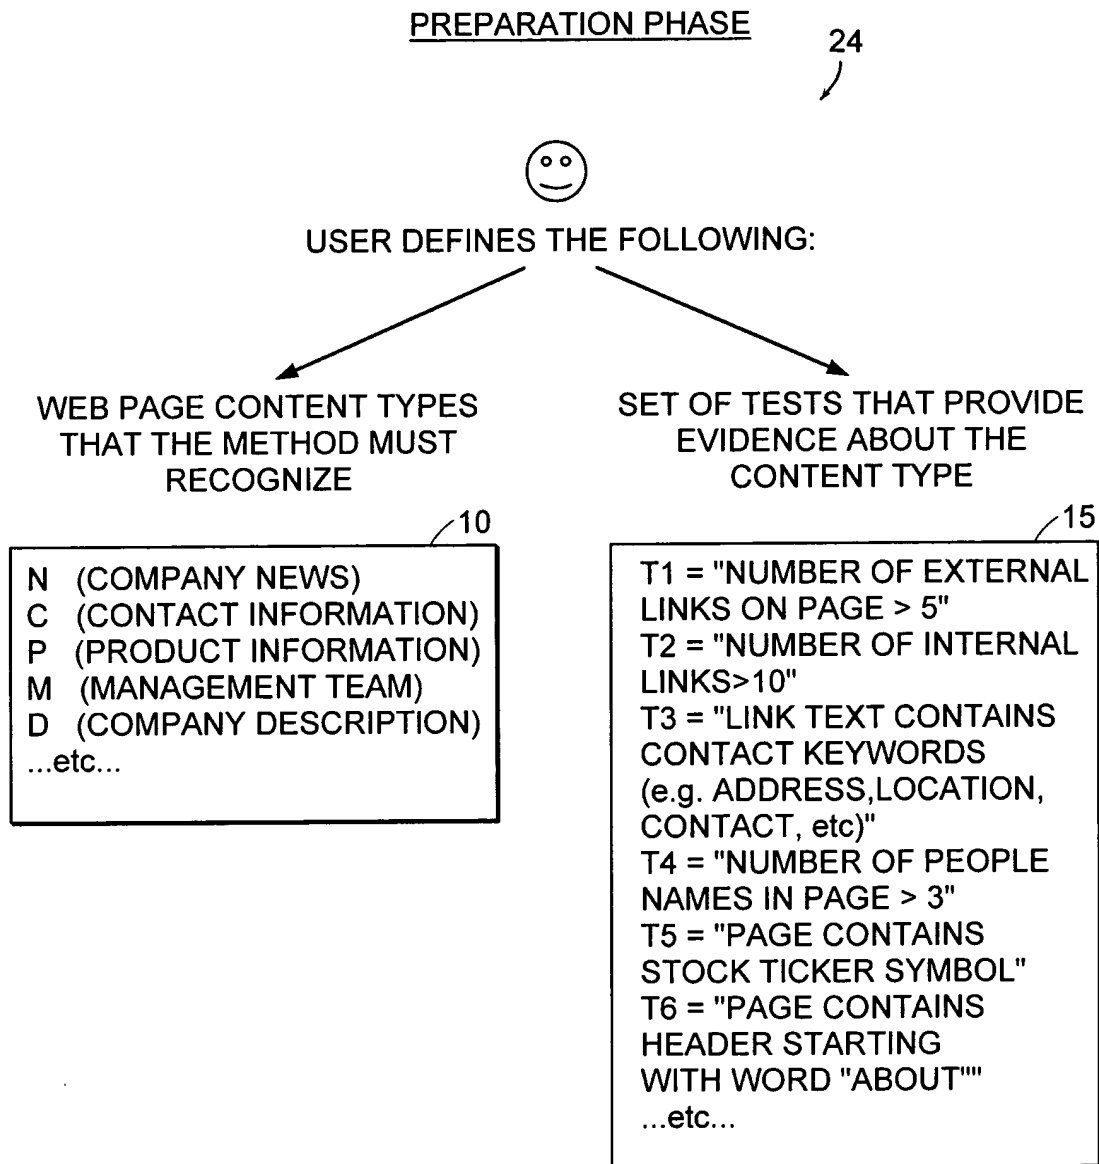 PREPARATION PHASE
24
USER DEFINES THE FOLLOWING:
WEB PAGE CONTENT TYPES
THAT THE METHOD MUST
RECOGNIZE
10
N (COMPANY NEWS)
C (CONTACT INFORMATION)
P (PRODUCT INFORMATION)
M (MANAGEMENT TEAM)
D (COMPANY DESCRIPTION)
...etc...
SET OF TESTS THAT PROVIDE
EVIDENCE ABOUT THE
CONTENT TYPE
15
T1 = "NUMBER OF EXTERNAL
LINKS ON PAGE > 5"
T2 = "NUMBER OF INTERNAL
LINKS>10"
T3 = "LINK TEXT CONTAINS
CONTACT KEYWORDS
(e.g. ADDRESS,LOCATION,
CONTACT, etc)"
T4 = "NUMBER OF PEOPLE
NAMES IN PAGE > 3"
T5 = "PAGE CONTAINS
STOCK TICKER SYMBOL"
T6 = "PAGE CONTAINS
HEADER STARTING
WITH WORD "ABOUT""
...etc...